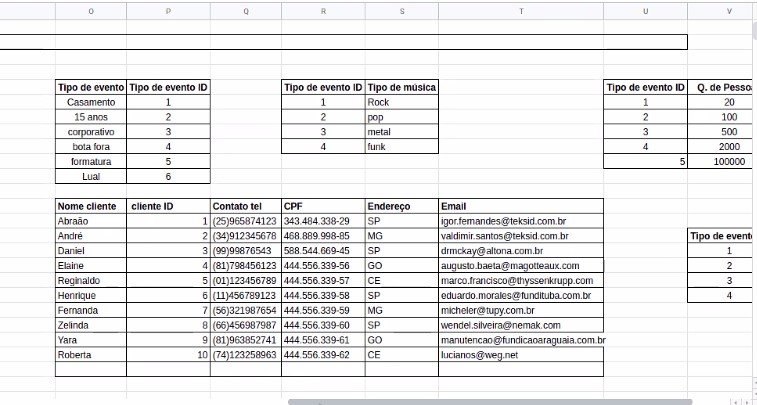 O P Q R S T U V
Tipo de evento Tipo de evento ID Tipo de evento ID Tipo de música Tipo de evento ID Q. de Pesso
Casamento 1 1 Rock 1 20
15 anos 2 2 pop 2 100
corporativo 3 3 metal 3 500
bota fora 4 4 funk 4 2000
formatura 5 5 100000
Lual 6
Nome cliente cliente ID Contato tel CPF Endereço Email
Abraão 1 (25)965874123 343.484.338-29 SP igor.fernandes@teksid.com.br
André 2 (34)912345678 468.889.998-85 MG valdimir.santos@teksid.com.br
Daniel 3 (99)99876543 588.544.669-45 SP drmckay@altona.com.br Tipo de evento
Elaine 4 (81)798456123 444.556.339-56 GO augusto.baeta@magotteaux.com 1
Reginaldo 5 (01)123456789 444.556.339-57 CE marco.francisco@thyssenkrupp.com 2
Henrique 6 (11)456789123 444.556.339-58 SP eduardo.morales@fundituba.com.br 3
Fernanda 7 (56)321987654 444.556.339-59 MG micheler@tupy.com.br 4
Zelinda 8 (66)456987987 444.556.339-60 SP wendel.silveira@nemak.com
Yara 9 (81)963852741 444.556.339-61 GO manutencao@fundicaoaraguaia.com.br
Roberta 10 (74)123258963 444.556.339-62 CE lucianos@weg.net